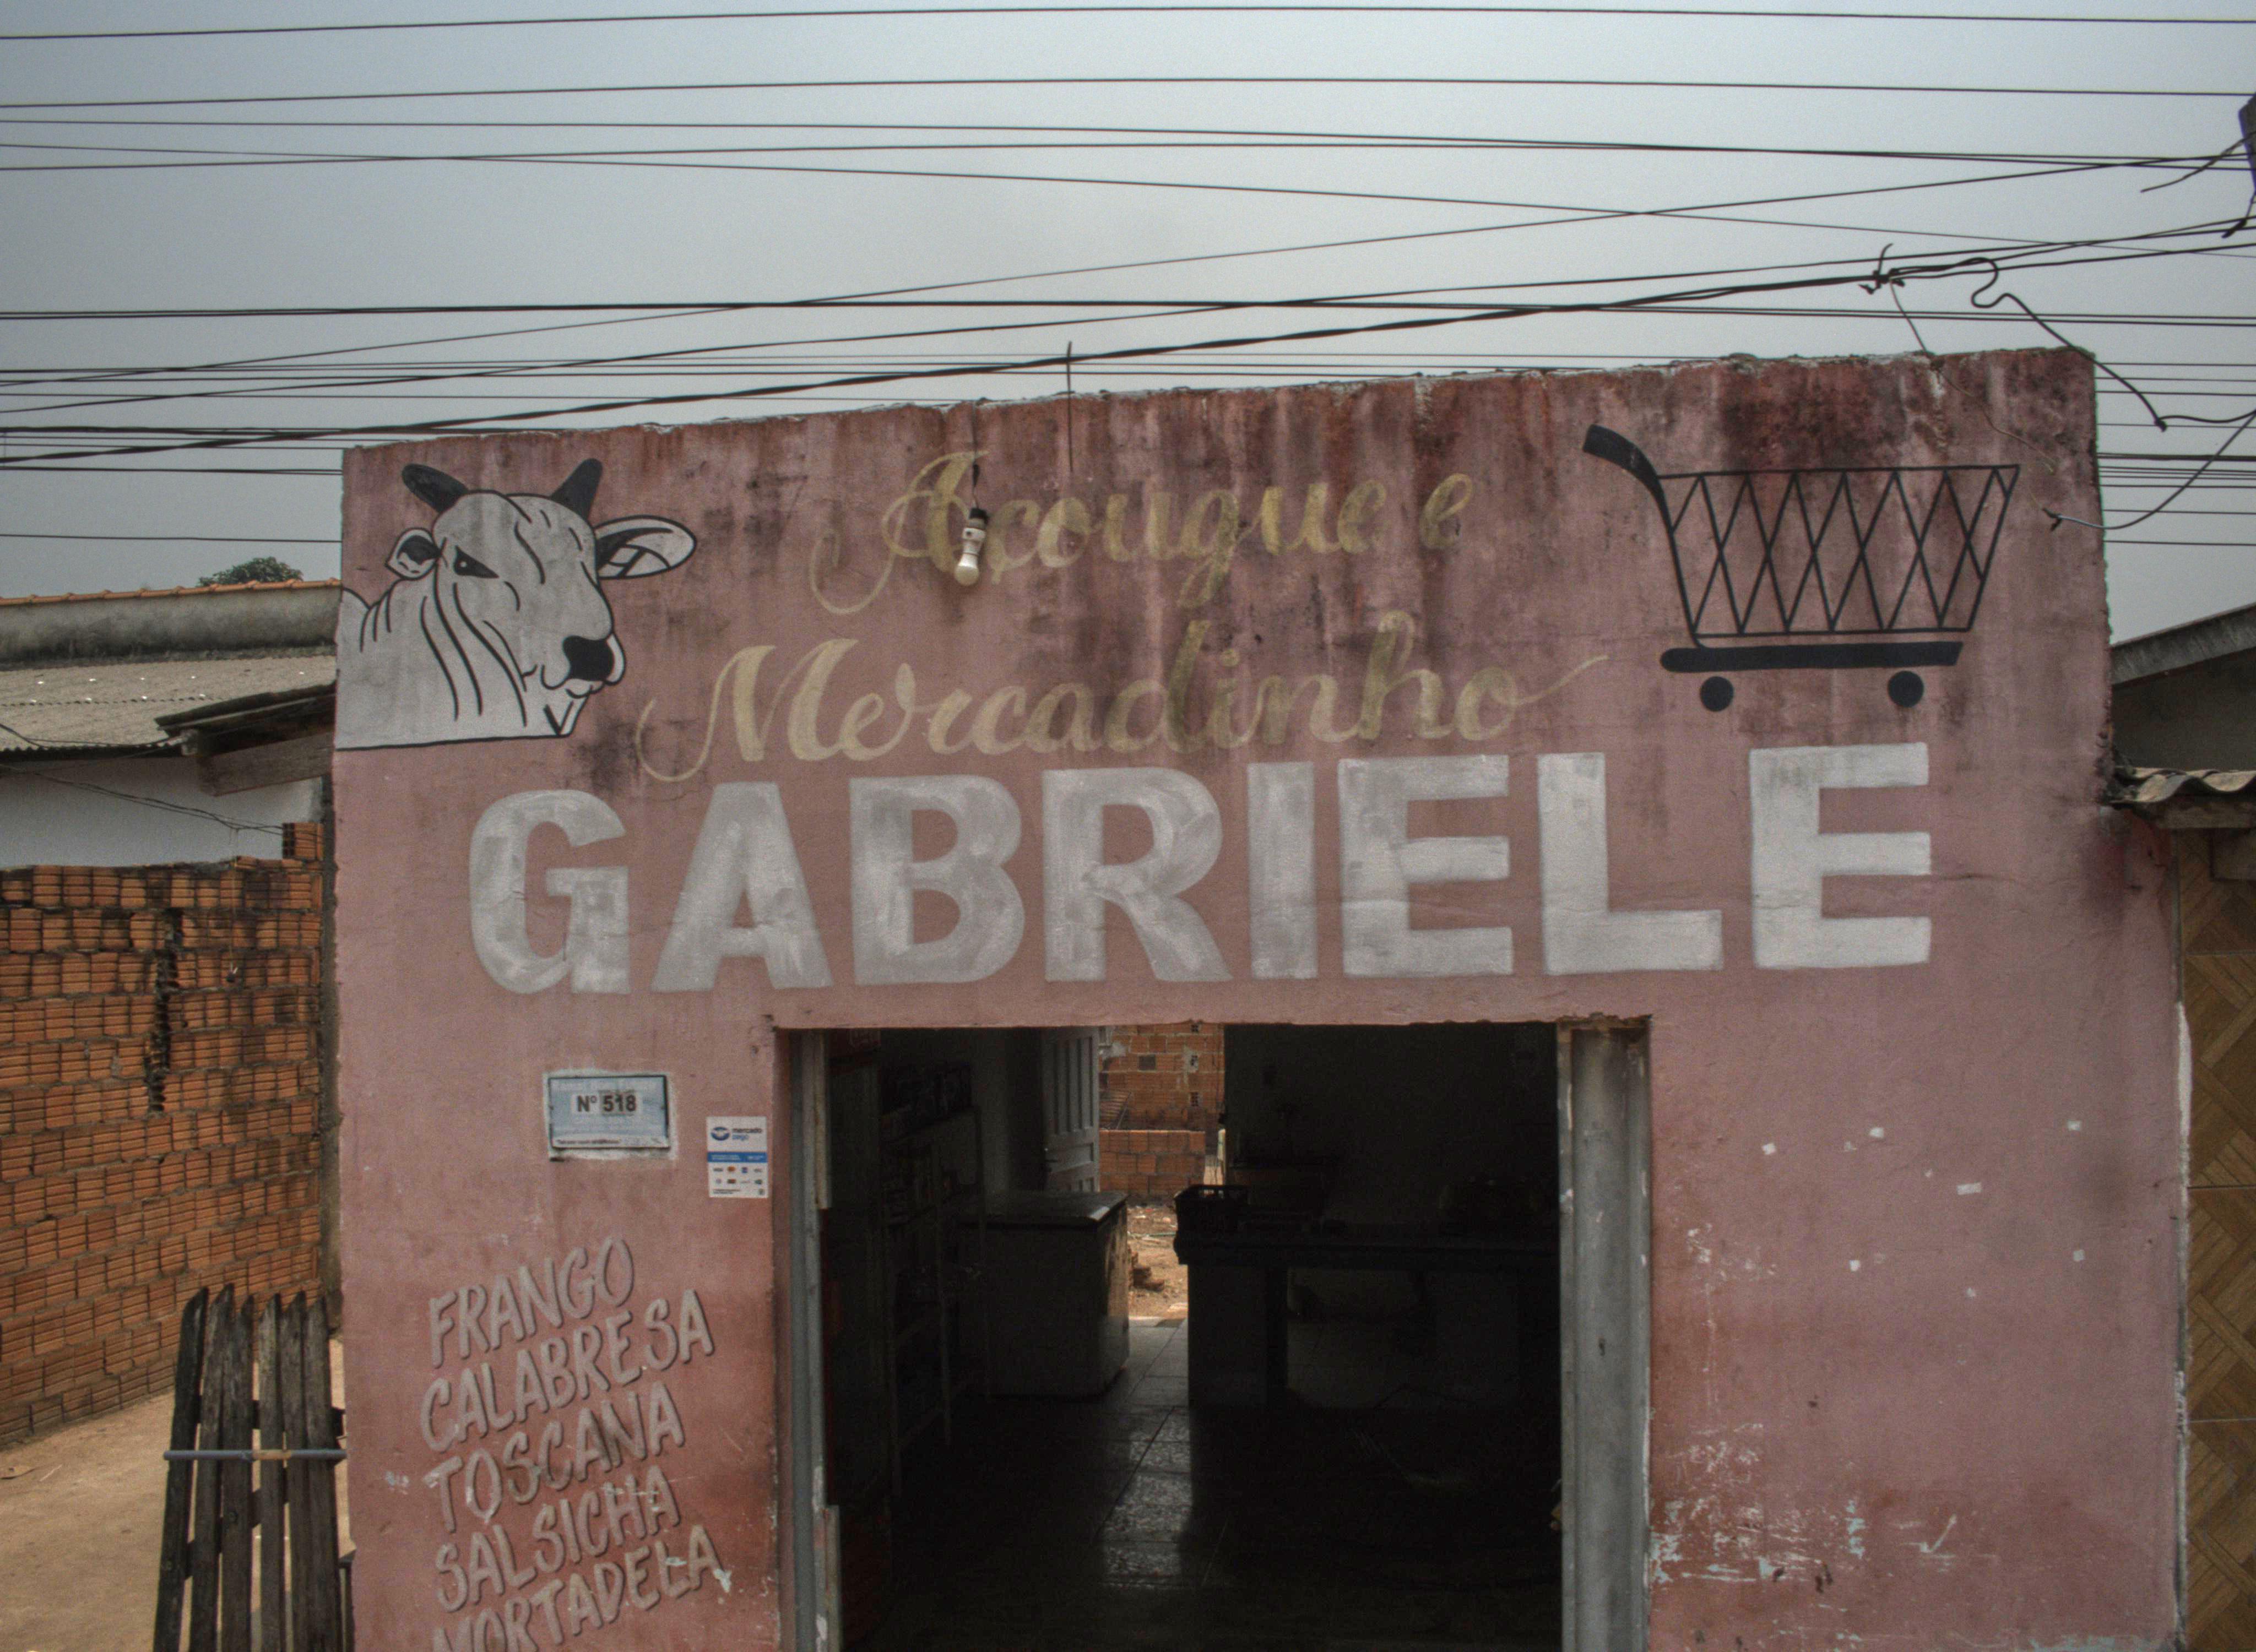 Açougue e
Mercadinho
GABRIELE
Nº 518
mercado
pago
FRANGO
CALABRESA
TOSCANA
SALSICHA
MORTADELA